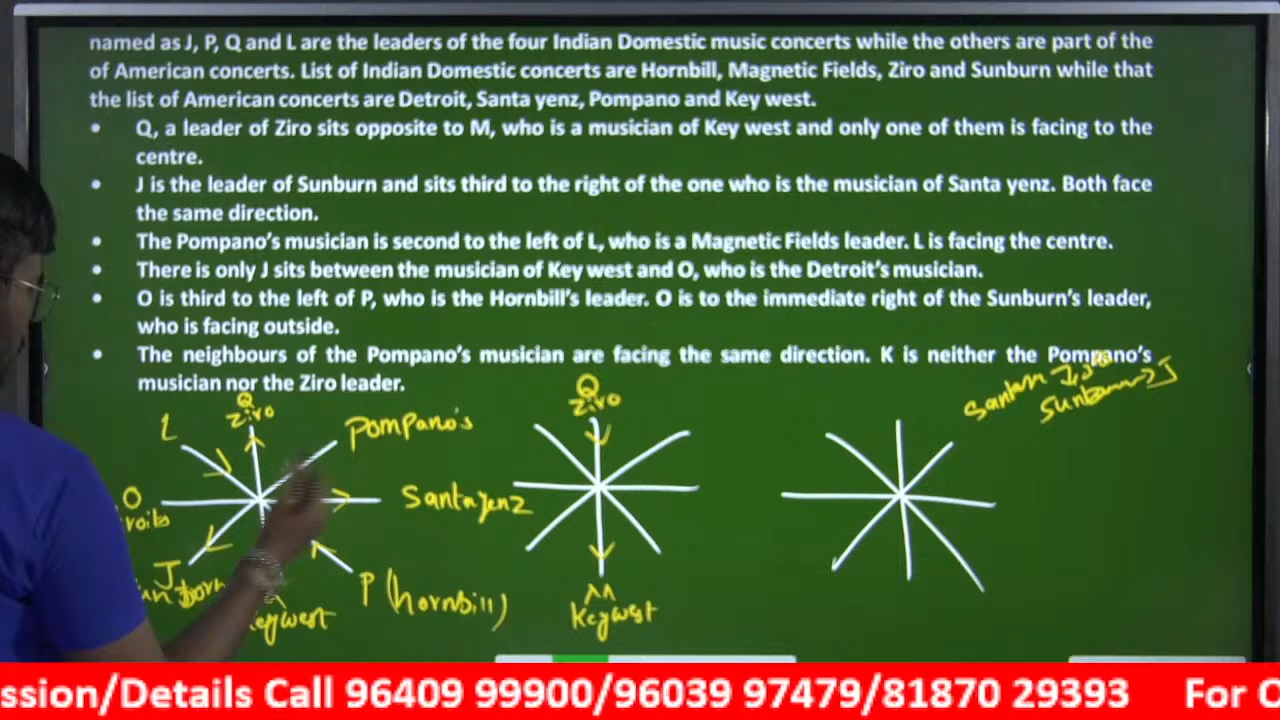 named as J, P, Q and L are the leaders of the four Indian Domestic music concerts while the others are part of the
of American concerts. List of Indian Domestic concerts are Hornbill, Magnetic Fields, Ziro and Sunburn while that
the list of American concerts are Detroit, Santa yenz, Pompano and Key west.
• Q, a leader of Ziro sits opposite to M, who is a musician of Key west and only one of them is facing to the
centre.
• J is the leader of Sunburn and sits third to the right of the one who is the musician of Santa yenz. Both face
the same direction.
• The Pompano's musician is second to the left of L, who is a Magnetic Fields leader. L is facing the centre.
• There is only J sits between the musician of Key west and O, who is the Detroit's musician.
• O is third to the left of P, who is the Hornbill's leader. O is to the immediate right of the Sunburn's leader,
who is facing outside.
• The neighbours of the Pompano's musician are facing the same direction. K is neither the Pompano's
musician nor the Ziro leader.
Q
Ziro
L
Pompano's
O
Santayenz
J
P (hornbill)
Q
Ziro
M
Keywest
Sunburn → J
ssion/Details Call 96409 99900/96039 97479/81870 29393 For O